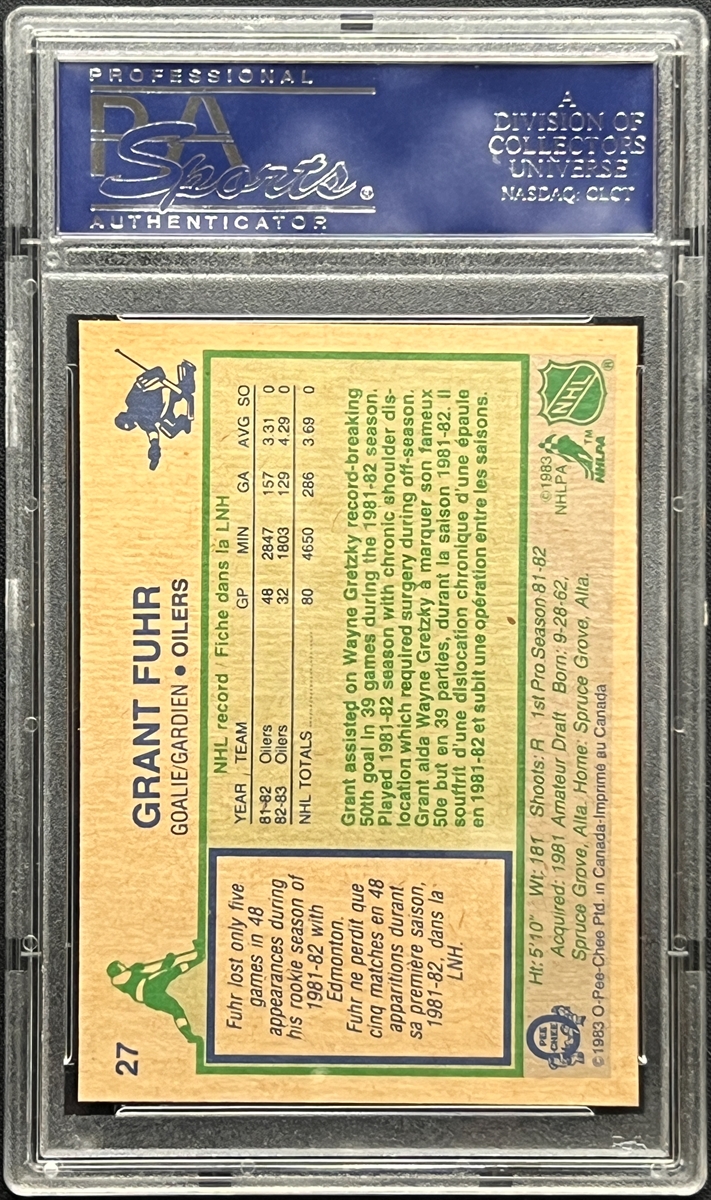 PROFESSIONAL
PSA
Sports®
AUTHENTICATOR
A
DIVISION OF
COLLECTORS
UNIVERSE
NASDAQ: CLCT
27
GRANT FUHR
GOALIE/GARDIEN • OILERS
Fuhr lost only five
games in 48
appearances during
his rookie season of
1981-82 with
Edmonton.
Fuhr ne perdit que
cinq matches en 48
apparitions durant
sa première saison,
1981-82, dans la
LNH.
NHL record / Fiche dans la LNH
YEAR TEAM GP MIN GA AVG SO
81-82 Oilers 48 2847 157 3.31 0
82-83 Oilers 32 1803 129 4.29 0
NHL TOTALS 80 4650 286 3.69 0
Grant assisted on Wayne Gretzky record-breaking
50th goal in 39 games during the 1981-82 season.
Played 1981-82 season with chronic shoulder dis-
location which required surgery during off-season.
Grant aida Wayne Gretzky à marquer son fameux
50e but en 39 parties, durant la saison 1981-82. Il
souffrit d'une dislocation chronique d'une épaule
en 1981-82 et subit une opération entre les saisons.
Ht: 5'10" Wt: 181 Shoots: R 1st Pro Season 81-82
Acquired: 1981 Amateur Draft Born: 9-28-62,
Spruce Grove, Alta. Home: Spruce Grove, Alta.
©1983 O-Pee-Chee Ptd. in Canada-Imprimé au Canada
O
PEE
CHEE
©1983
NHLPA
NHLPA™
NHL®